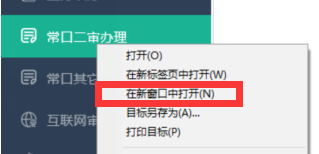 常口二审办理
打开(O)
在新标签页中打开(W)
常口其它
在新窗口中打开(N)
目标另存为(A)...
互联网审
打印目标(P)